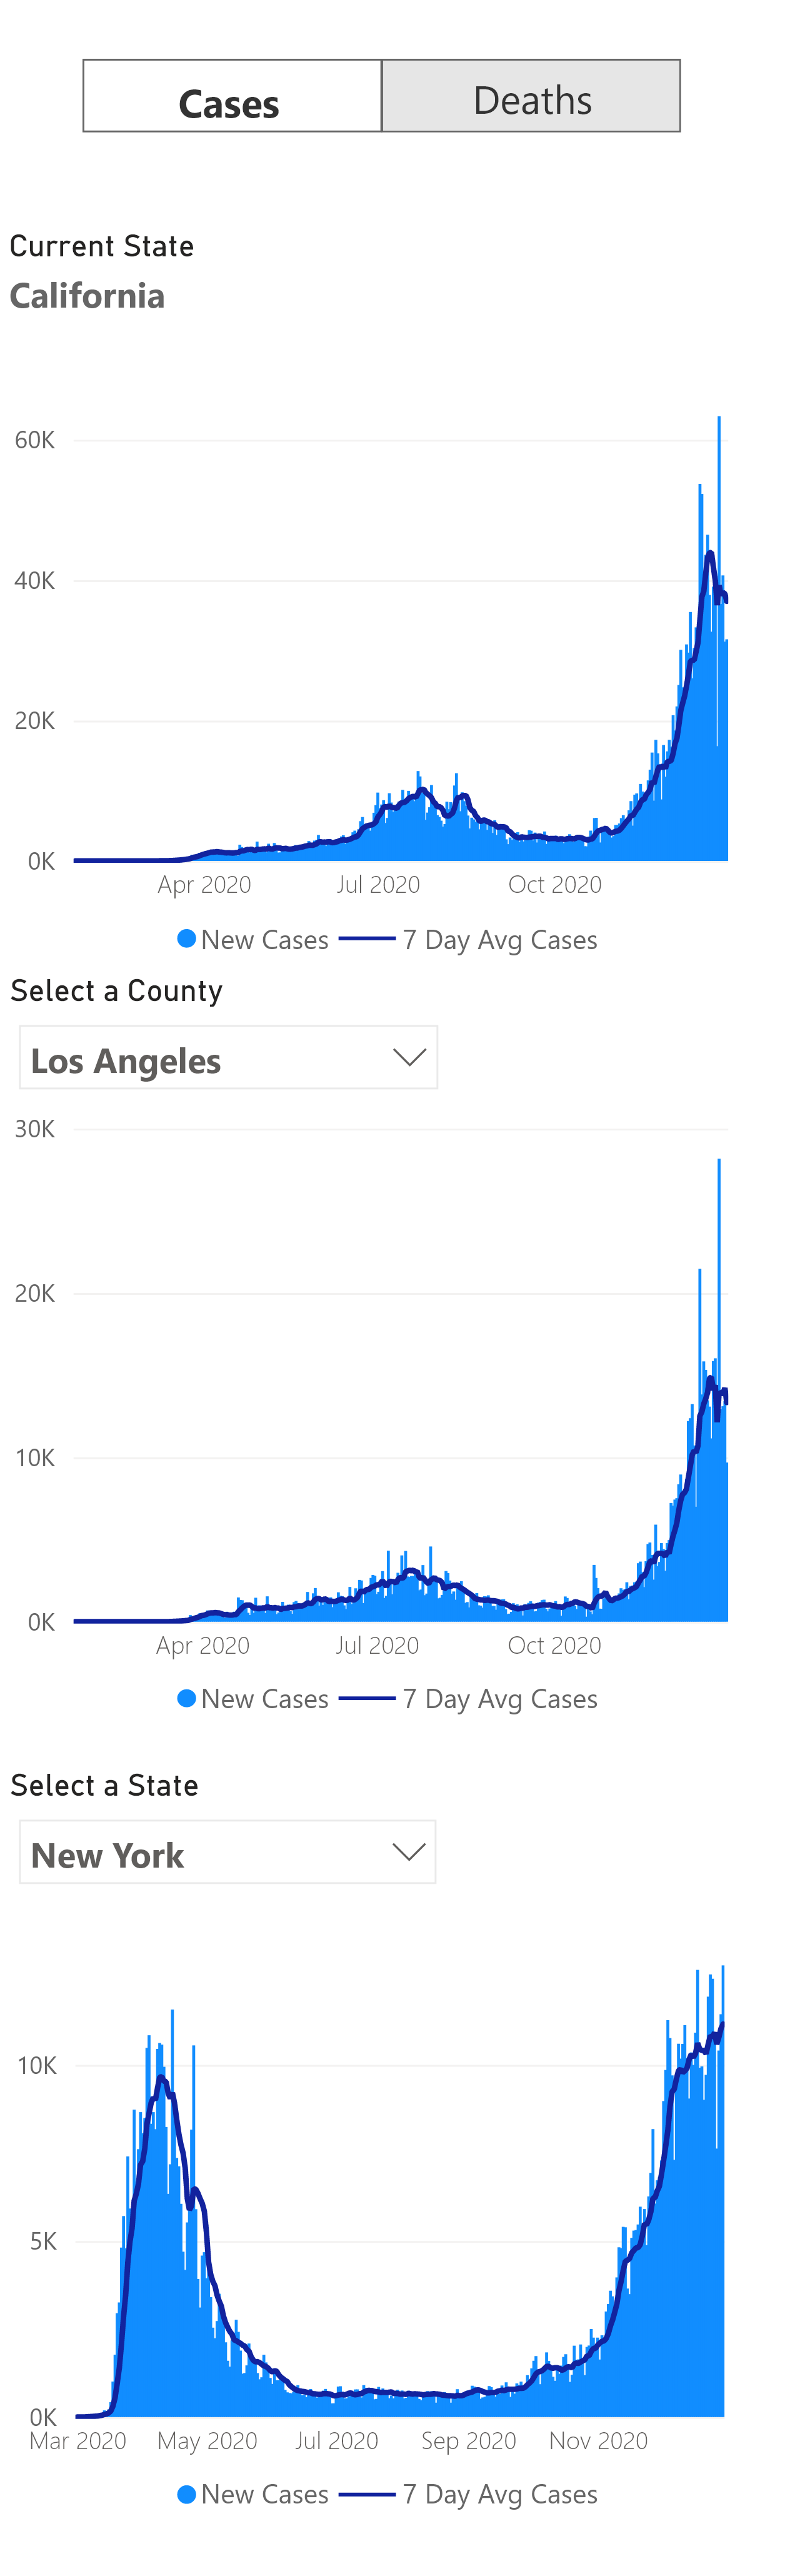 Cases Deaths
Current State
California
60K
40K
20K
0K
Apr 2020 Jul 2020 Oct 2020
New Cases 7 Day Avg Cases
Select a County
Los Angeles
30K
20K
10K
0K
Apr 2020 Jul 2020 Oct 2020
New Cases 7 Day Avg Cases
Select a State
New York
10K
5K
0K
Mar 2020 May 2020 Jul 2020 Sep 2020 Nov 2020
New Cases 7 Day Avg Cases